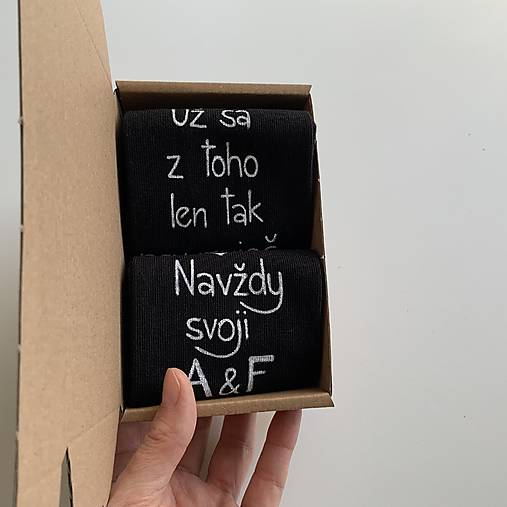 Už sa
z toho
len tak
Navždy
svoji
A & F